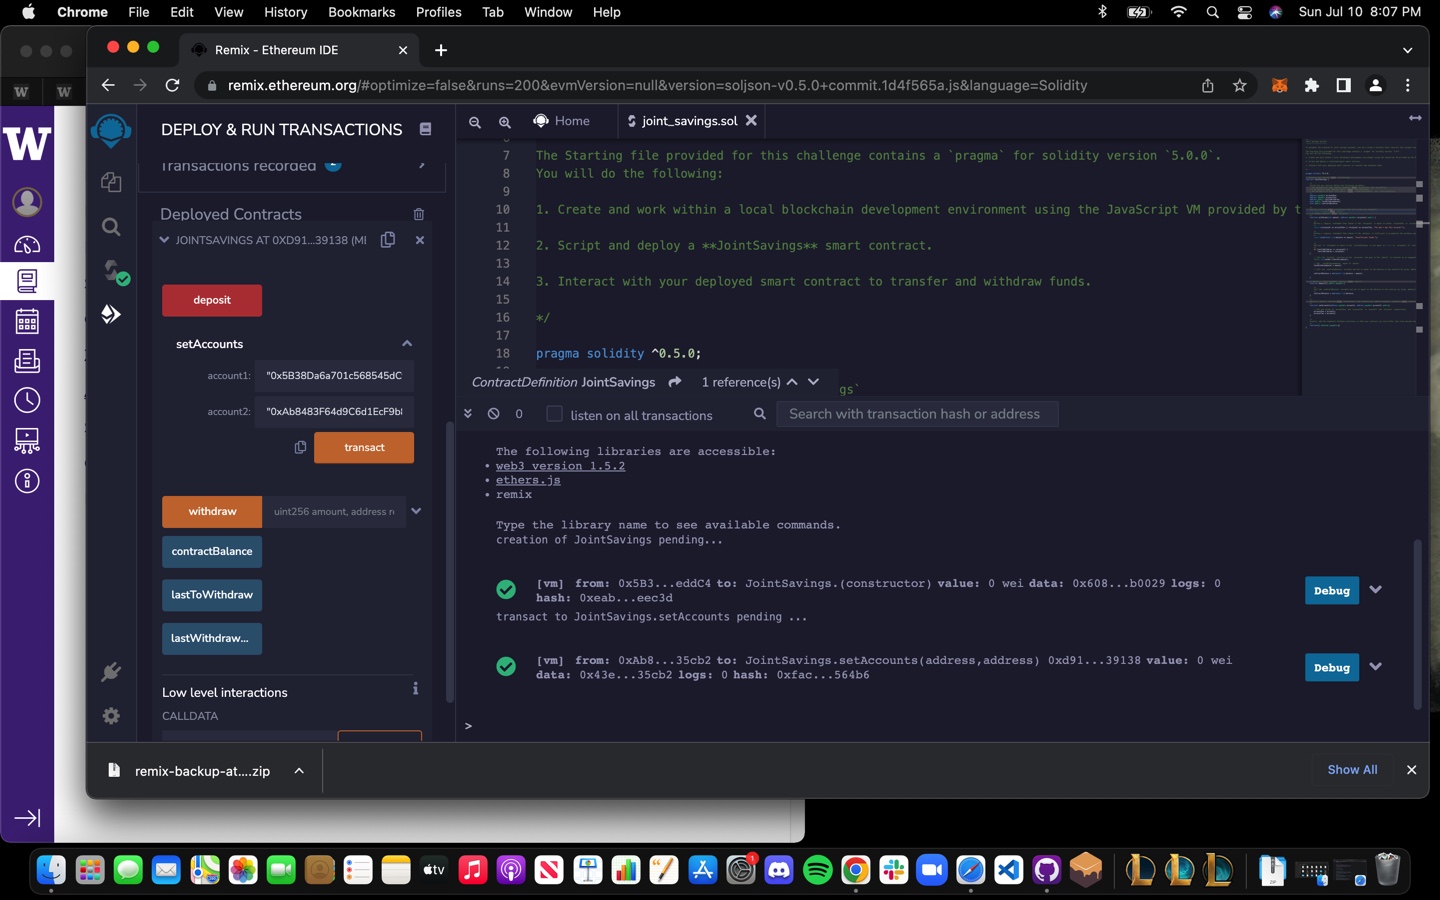 Chrome File Edit View History Bookmarks Profiles Tab Window Help Sun Jul 10 8:07 PM
Remix - Ethereum IDE
remix.ethereum.org/#optimize=false&runs=200&evmVersion=null&version=soljson-v0.5.0+commit.1d4f565a.js&language=Solidity
W W
W
DEPLOY & RUN TRANSACTIONS
Transactions recorded
Deployed Contracts
JOINTSAVINGS AT 0XD91...39138 (MI
deposit
setAccounts
account1: "0x5B38Da6a701c568545dC
account2: "0xAb8483F64d9C6d1EcF9b8
transact
withdraw uint256 amount, address re
contractBalance
lastToWithdraw
lastWithdraw...
Low level interactions
CALLDATA
Home joint_savings.sol
7 The Starting file provided for this challenge contains a `pragma` for solidity version `5.0.0`.
8 You will do the following:
9
10 1. Create and work within a local blockchain development environment using the JavaScript VM provided by t
11
12 2. Script and deploy a **JointSavings** smart contract.
13
14 3. Interact with your deployed smart contract to transfer and withdraw funds.
15
16 */
17
18 pragma solidity ^0.5.0;
ContractDefinition JointSavings 1 reference(s) gs`
0 listen on all transactions Search with transaction hash or address
The following libraries are accessible:
• web3 version 1.5.2
• ethers.js
• remix
Type the library name to see available commands.
creation of JointSavings pending...
[vm] from: 0x5B3...eddC4 to: JointSavings.(constructor) value: 0 wei data: 0x608...b0029 logs: 0
hash: 0xeab...eec3d
Debug
transact to JointSavings.setAccounts pending ...
[vm] from: 0xAb8...35cb2 to: JointSavings.setAccounts(address,address) 0xd91...39138 value: 0 wei
data: 0x43e...35cb2 logs: 0 hash: 0xfac...564b6
Debug
>
remix-backup-at....zip Show All
tv
1